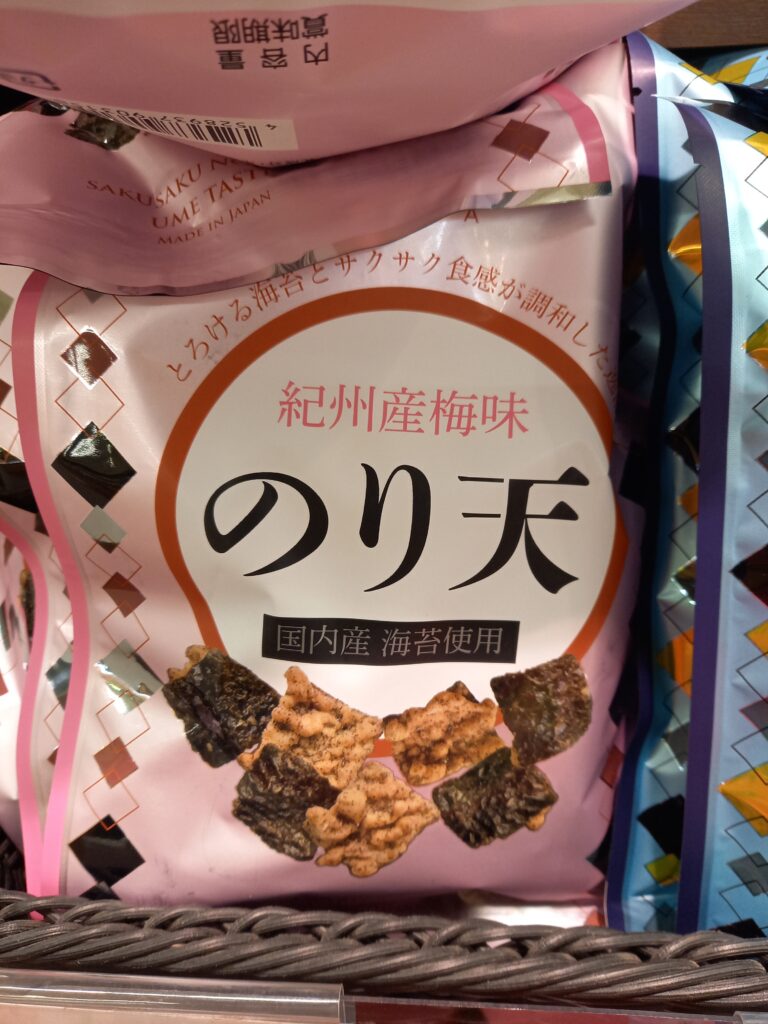 内容量
賞味期限
SAKUSAKU NO
UME TAST
MADE IN JAPAN
とろける海苔とサクサク食感が調和した
紀州産梅味
のり天
国内産 海苔使用